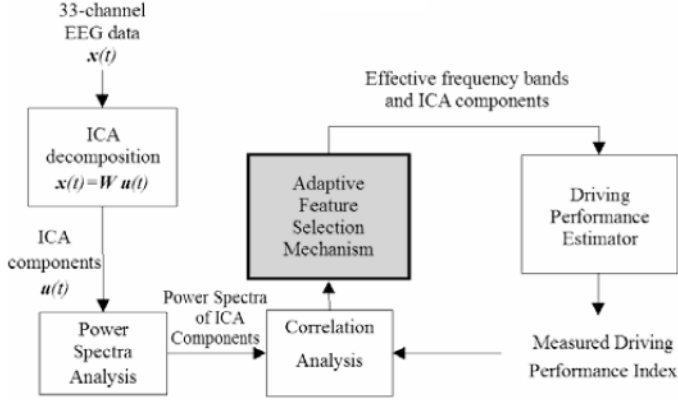 33-channel
EEG data
x(t)
ICA
decomposition
x(t)=W u(t)
ICA
components
u(t)
Power
Spectra
Analysis
Power Spectra
of ICA
Components
Correlation
Analysis
Adaptive
Feature
Selection
Mechanism
Effective frequency bands
and ICA components
Driving
Performance
Estimator
Measured Driving
Performance Index